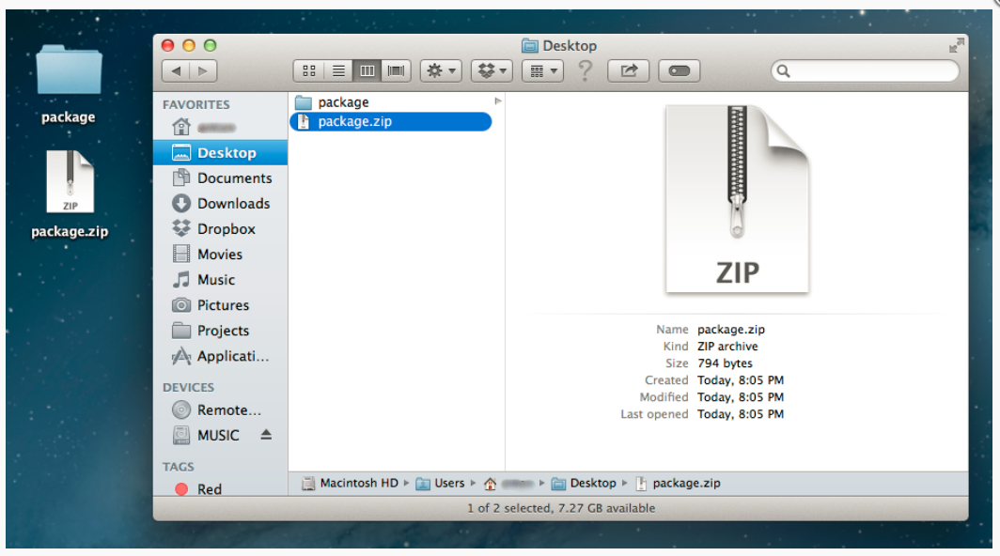 package
ZIP
package.zip
Desktop
FAVORITES
Desktop
Documents
Downloads
Dropbox
Movies
Music
Pictures
Projects
Applicati...
DEVICES
Remote...
MUSIC
TAGS
Red
package
package.zip
ZIP
Name package.zip
Kind ZIP archive
Size 794 bytes
Created Today, 8:05 PM
Modified Today, 8:05 PM
Last opened Today, 8:05 PM
Macintosh HD Users Desktop package.zip
1 of 2 selected, 7.27 GB available